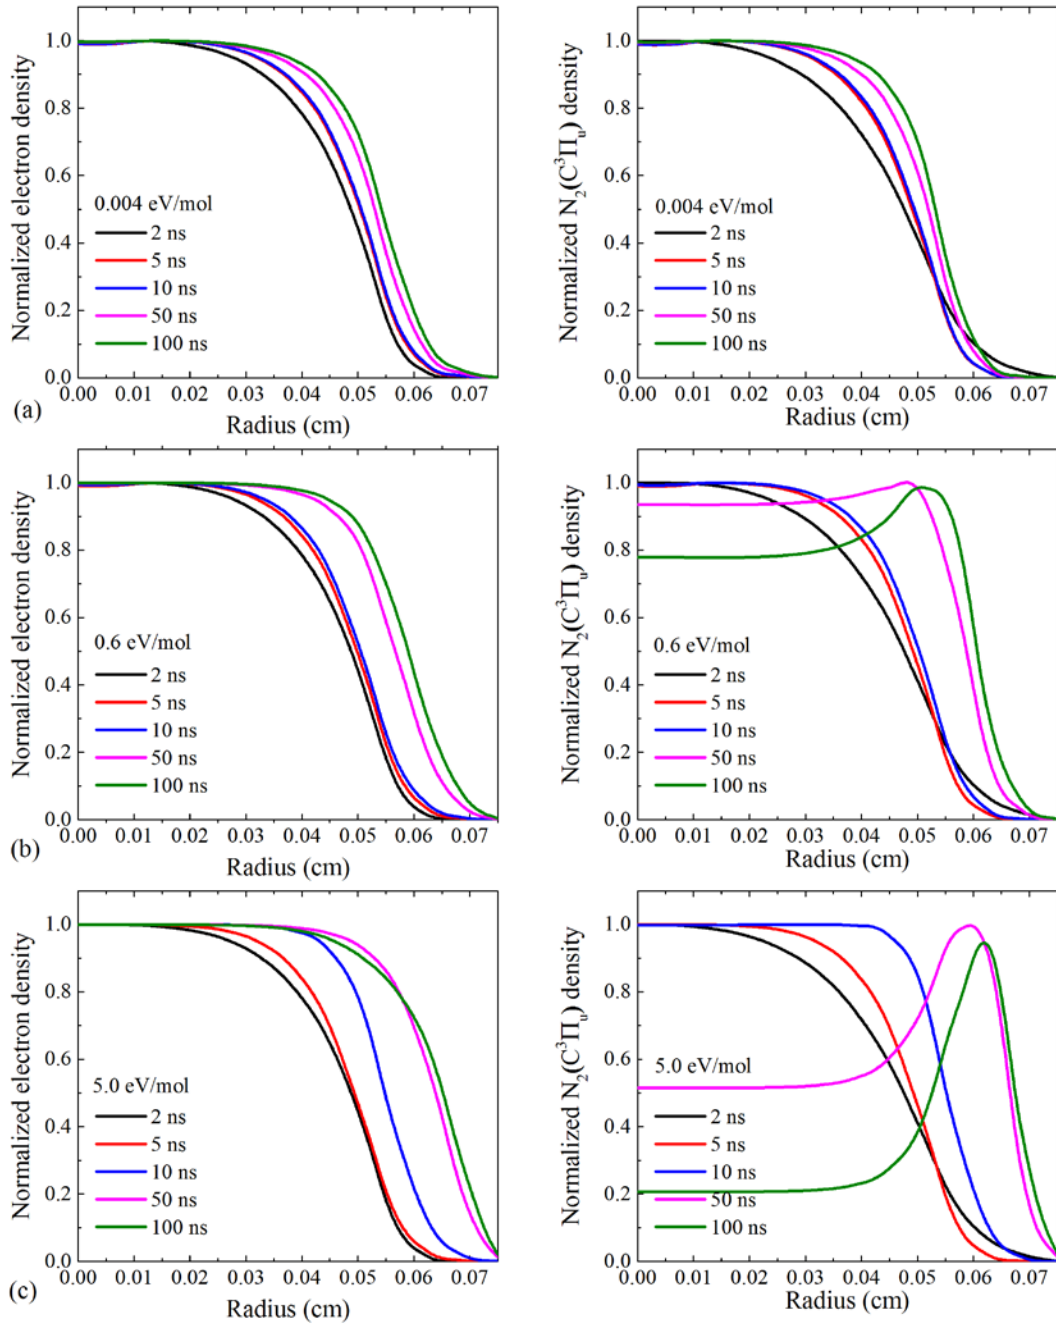 Normalized electron density
1.0
0.8
0.6
0.4
0.2
0.0
0.004 eV/mol
2 ns
5 ns
10 ns
50 ns
100 ns
0.00 0.01 0.02 0.03 0.04 0.05 0.06 0.07
Radius (cm)
(a)
Normalized N₂(C³Πᵤ) density
1.0
0.8
0.6
0.4
0.2
0.0
0.004 eV/mol
2 ns
5 ns
10 ns
50 ns
100 ns
0.00 0.01 0.02 0.03 0.04 0.05 0.06 0.07
Radius (cm)
Normalized electron density
1.0
0.8
0.6
0.4
0.2
0.0
0.6 eV/mol
2 ns
5 ns
10 ns
50 ns
100 ns
0.00 0.01 0.02 0.03 0.04 0.05 0.06 0.07
Radius (cm)
(b)
Normalized N₂(C³Πᵤ) density
1.0
0.8
0.6
0.4
0.2
0.0
0.6 eV/mol
2 ns
5 ns
10 ns
50 ns
100 ns
0.00 0.01 0.02 0.03 0.04 0.05 0.06 0.07
Radius (cm)
Normalized electron density
1.0
0.8
0.6
0.4
0.2
0.0
5.0 eV/mol
2 ns
5 ns
10 ns
50 ns
100 ns
0.00 0.01 0.02 0.03 0.04 0.05 0.06 0.07
Radius (cm)
(c)
Normalized N₂(C³Πᵤ) density
1.0
0.8
0.6
0.4
0.2
0.0
5.0 eV/mol
2 ns
5 ns
10 ns
50 ns
100 ns
0.00 0.01 0.02 0.03 0.04 0.05 0.06 0.07
Radius (cm)